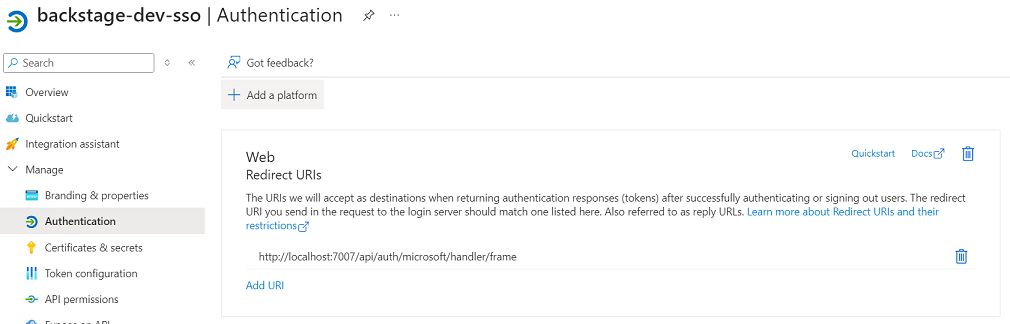 backstage-dev-sso | Authentication
Search
Got feedback?
Overview
Add a platform
Quickstart
Integration assistant
Web
Quickstart
Docs
Manage
Redirect URIs
Branding & properties
The URIs we will accept as destinations when returning authentication responses (tokens) after successfully authenticating or signing out users. The redirect
URI you send in the request to the login server should match one listed here. Also referred to as reply URLs. Learn more about Redirect URIs and their
restrictions
Authentication
Certificates & secrets
http://localhost:7007/api/auth/microsoft/handler/frame
Token configuration
Add URI
API permissions
Expose an API